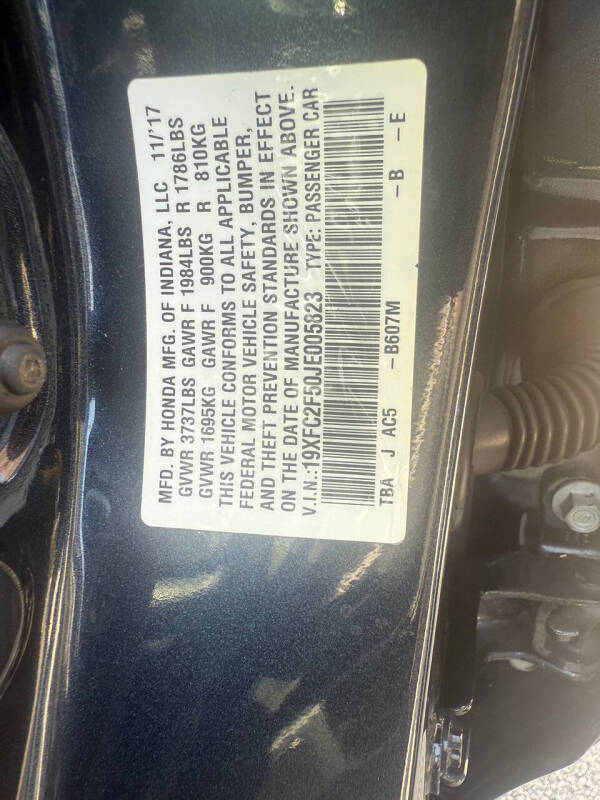 MFD. BY HONDA MFG. OF INDIANA, LLC 11/'17
GVWR 3737LBS GAWR F 1984LBS R 1786LBS
GVWR 1695KG GAWR F 900KG R 810KG
THIS VEHICLE CONFORMS TO ALL APPLICABLE
FEDERAL MOTOR VEHICLE SAFETY, BUMPER,
AND THEFT PREVENTION STANDARDS IN EFFECT
ON THE DATE OF MANUFACTURE SHOWN ABOVE.
V.I.N.:19XFC2F50JE005623 TYPE: PASSENGER CAR
TBA J AC5 -B607M -B -E